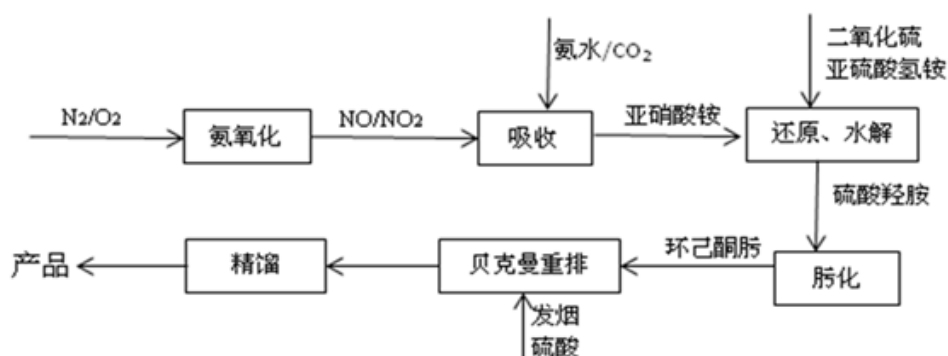 氨水/CO2
二氧化硫
亚硫酸氢铵
N2/O2
氨氧化
NO/NO2
吸收
亚硝酸铵
还原、水解
硫酸羟胺
产品
精馏
贝克曼重排
环己酮肟
肟化
发烟
硫酸